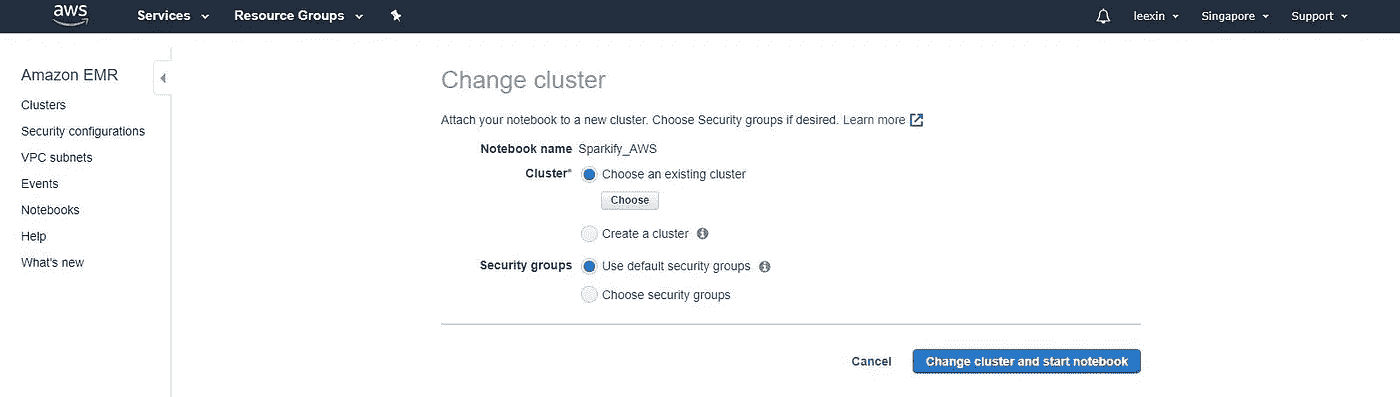 aws Services Resource Groups leexin Singapore Support
Amazon EMR
Clusters
Security configurations
VPC subnets
Events
Notebooks
Help
What's new
Change cluster
Attach your notebook to a new cluster. Choose Security groups if desired. Learn more
Notebook name Sparkify_AWS
Cluster* Choose an existing cluster
Choose
Create a cluster
Security groups Use default security groups
Choose security groups
Cancel Change cluster and start notebook